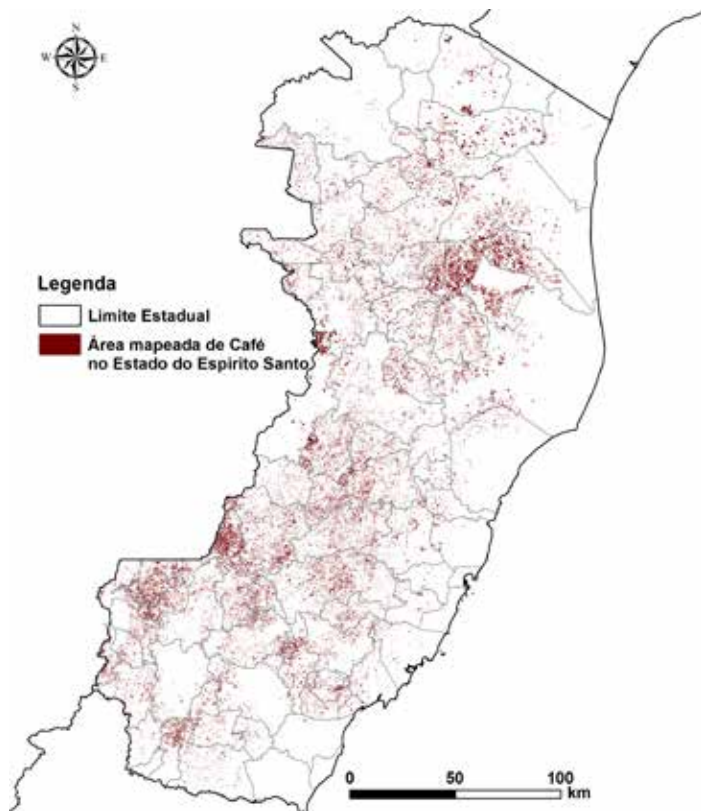 N
W E
S
Legenda
Limite Estadual
Área mapeada de Café
no Estado do Espirito Santo
0 50 100
km